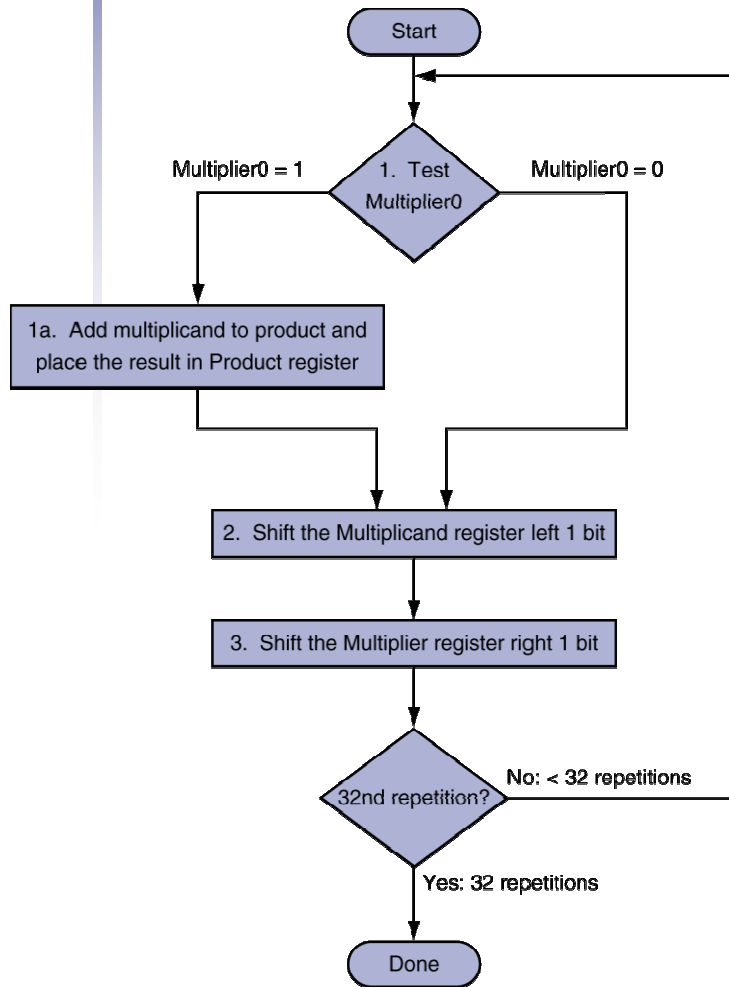 Start
Multiplier0 = 1
1. Test
Multiplier0
Multiplier0 = 0
1a. Add multiplicand to product and
place the result in Product register
2. Shift the Multiplicand register left 1 bit
3. Shift the Multiplier register right 1 bit
32nd repetition?
No: < 32 repetitions
Yes: 32 repetitions
Done